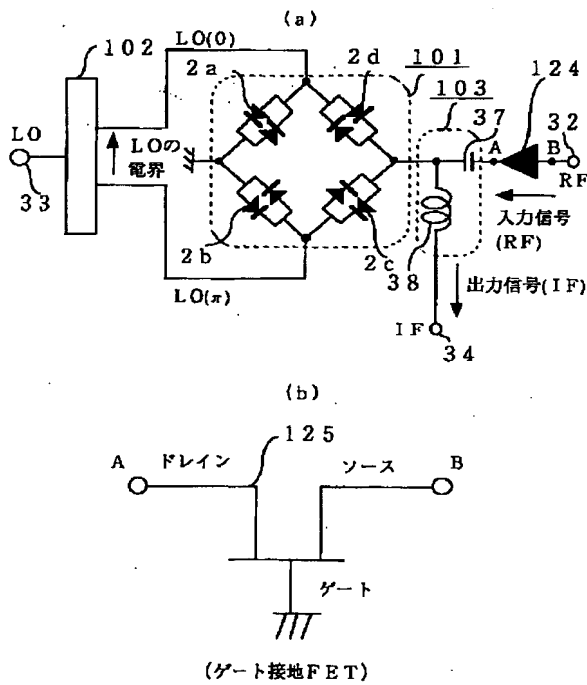 (a)
102
LO(0)
2a
2d
101
103
124
37
32
LO
33
LOの
電界
A
B
RF
入力信号
(RF)
2b
2c
38
出力信号(IF)
LO(π)
IF
34
(b)
125
A
ドレイン
ソース
B
ゲート
(ゲート接地FET)